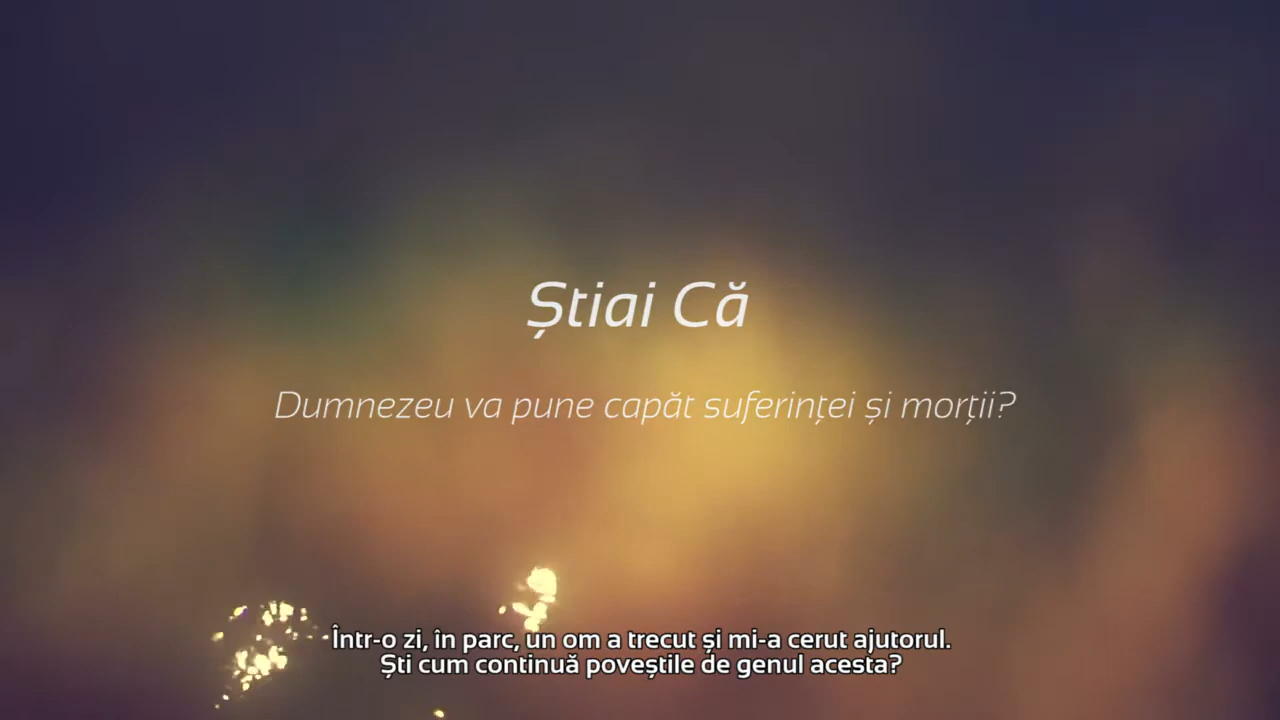 Știai Că
Dumnezeu va pune capăt suferinței și morții?
Într-o zi, în parc, un om a trecut și mi-a cerut ajutorul.
Ști cum continuă poveștile de genul acesta?